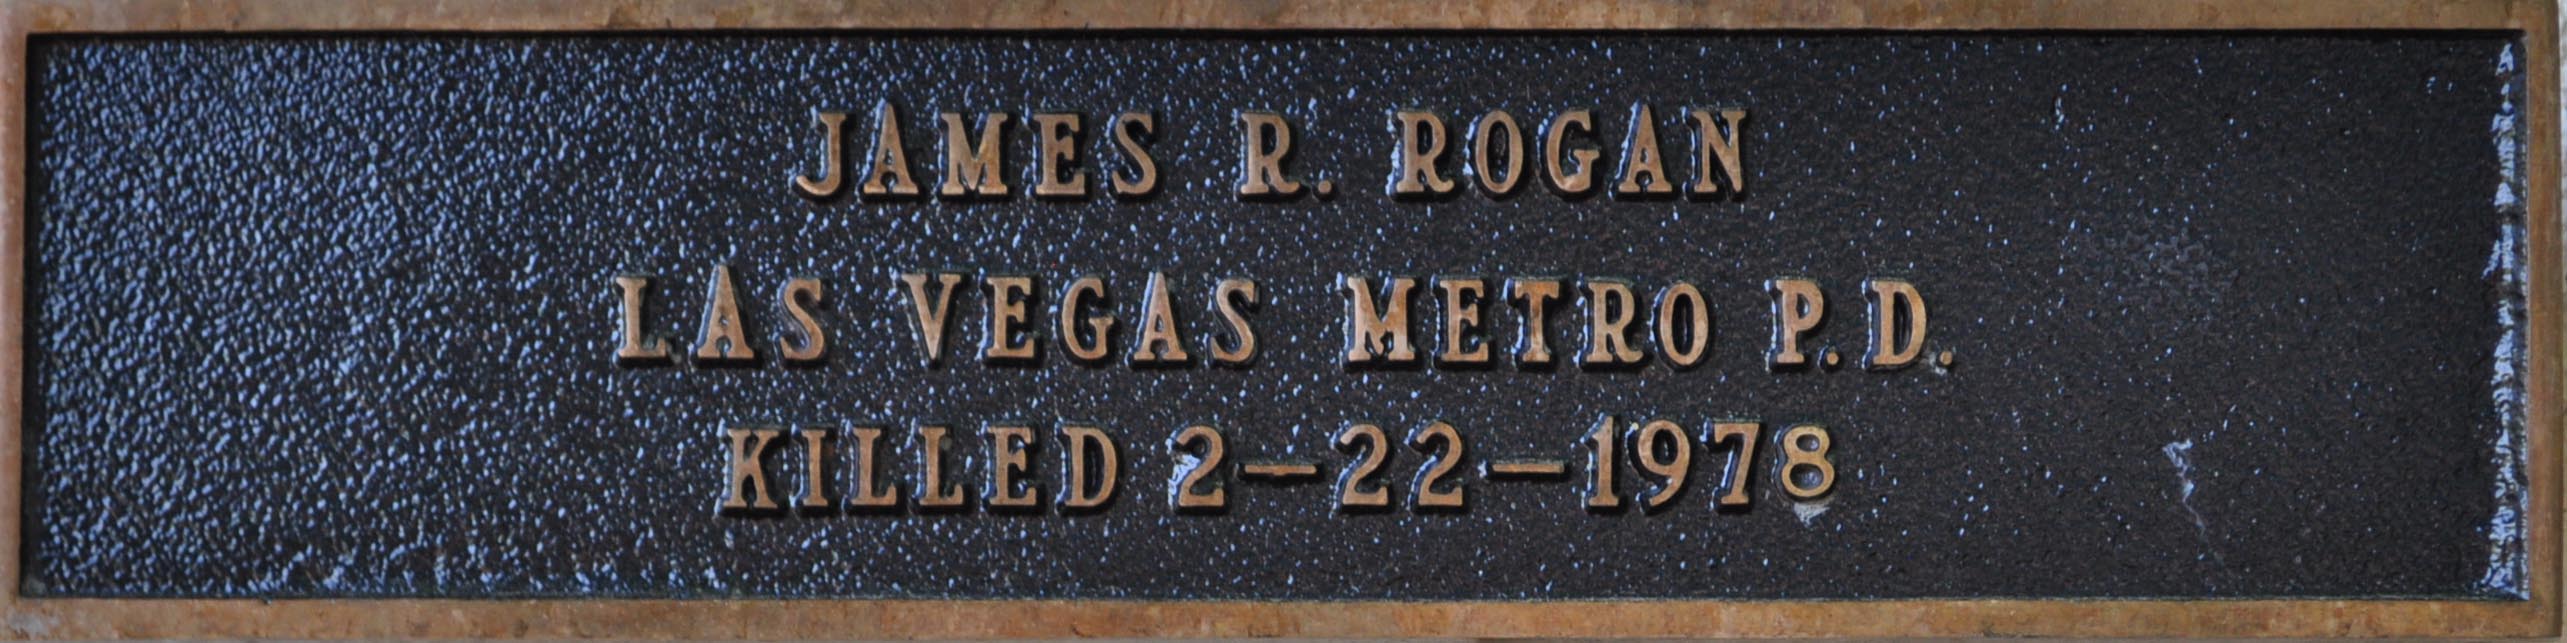 JAMES R. ROGAN
LAS VEGAS METRO P.D.
KILLED 2-22-1978